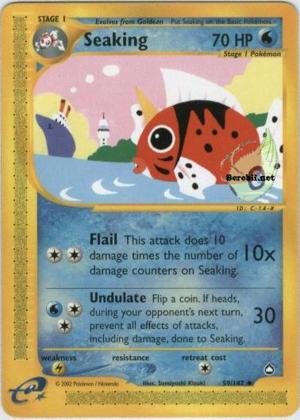 STAGE 1
Evolves from Goldeen
Put Seaking on the Basic Pokémon
Seaking
70 HP
Stage 1 Pokémon
Serebii.net
ID: C-14-#
Flail This attack does 10
damage times the number of
damage counters on Seaking.
10x
Undulate Flip a coin. If heads,
during your opponent's next turn,
prevent all effects of attacks,
including damage, done to Seaking.
30
weakness
resistance
retreat cost
e
©2002 Pokémon / Nintendo
Illus. Sumiyoshi Kizuki
59/147